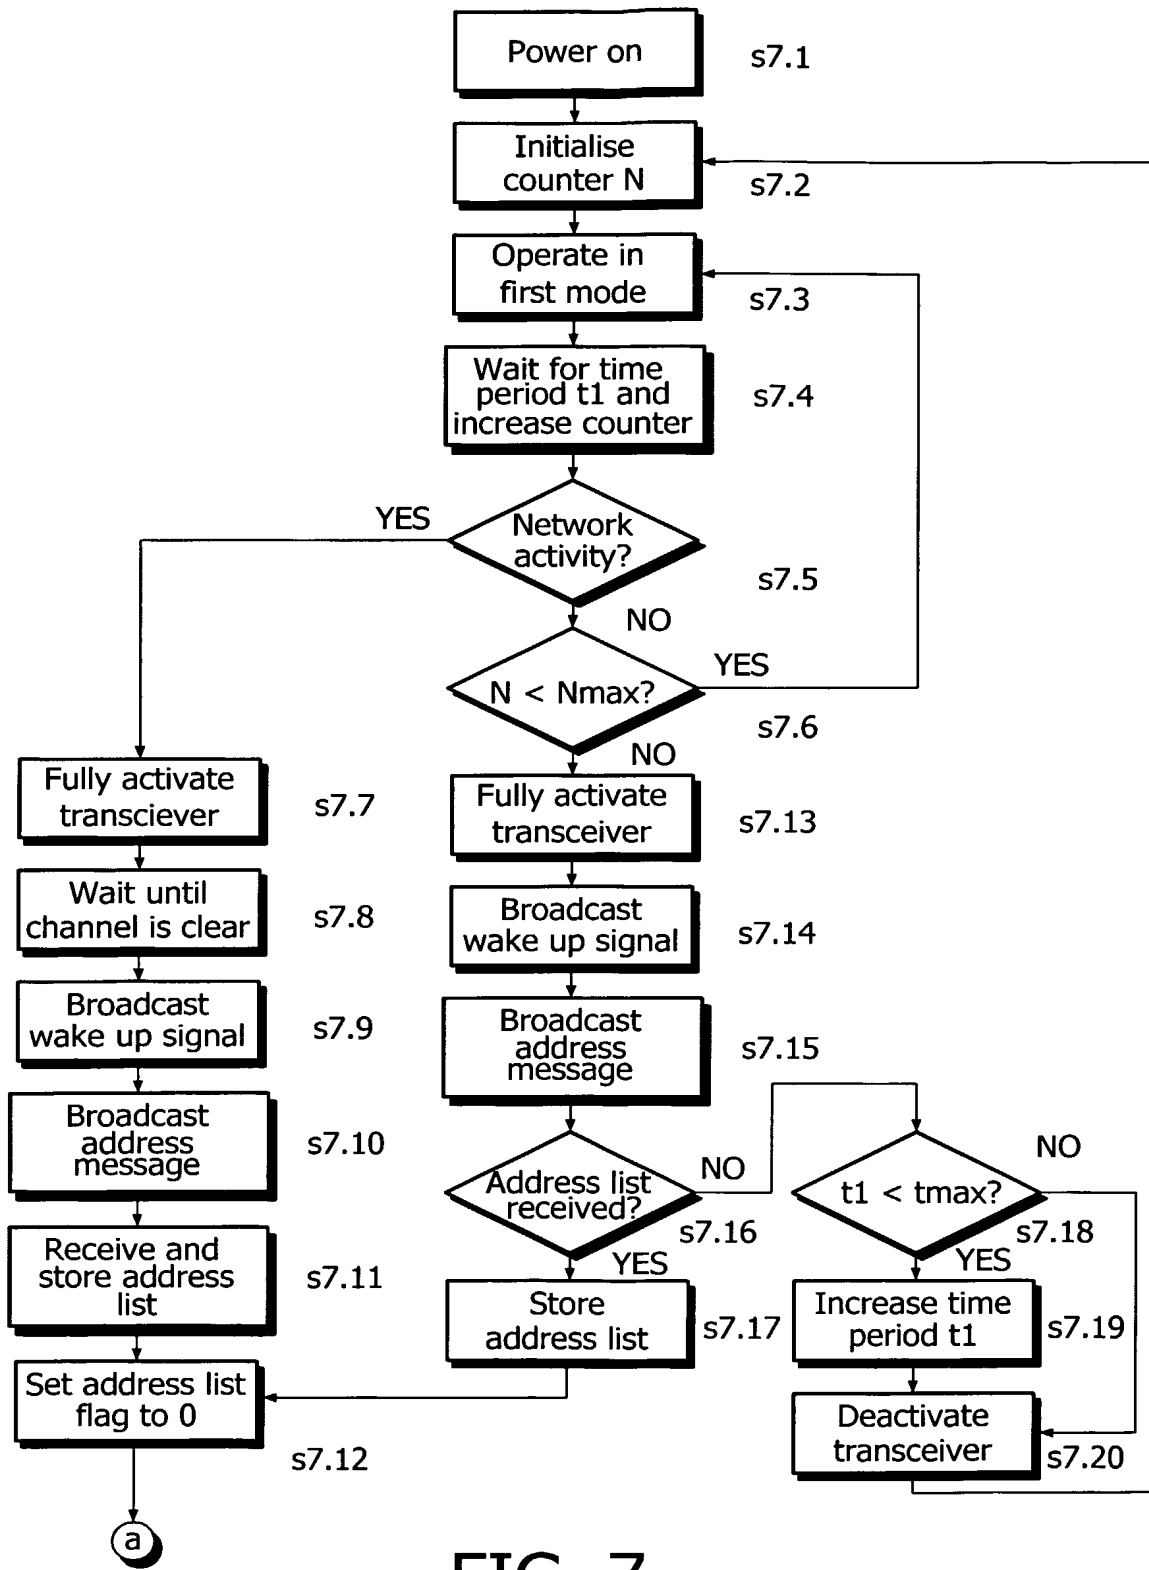 Power on
s7.1
Initialise
counter N
s7.2
Operate in
first mode
s7.3
Wait for time
period t1 and
increase counter
s7.4
YES
Network
activity?
s7.5
NO
N < Nmax?
YES
s7.6
NO
Fully activate
transciever
s7.7
Wait until
channel is clear
s7.8
Broadcast
wake up signal
s7.9
Broadcast
address
message
s7.10
Receive and
store address
list
s7.11
Set address list
flag to 0
s7.12
a
Fully activate
transceiver
s7.13
Broadcast
wake up signal
s7.14
Broadcast
address
message
s7.15
Address list
received?
NO
s7.16
YES
Store
address list
s7.17
t1 < tmax?
NO
s7.18
YES
Increase time
period t1
s7.19
Deactivate
transceiver
s7.20
FIG. 7